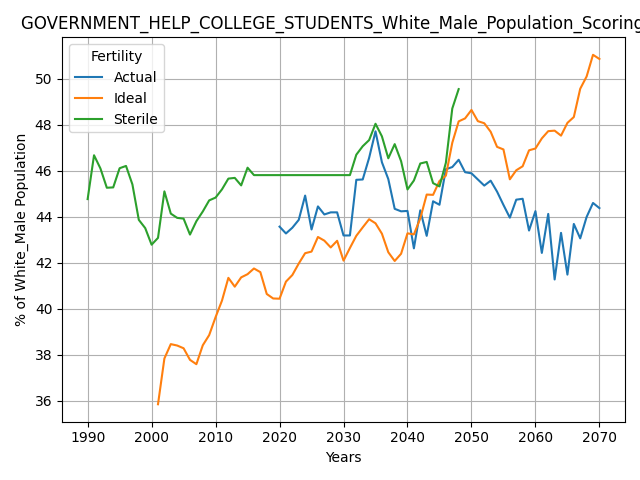 GOVERNMENT_HELP_COLLEGE_STUDENTS_White_Male_Population_Scoring
Fertility
Actual
Ideal
Sterile
% of White_Male Population
50
48
46
44
42
40
38
36
1990 2000 2010 2020 2030 2040 2050 2060 2070
Years